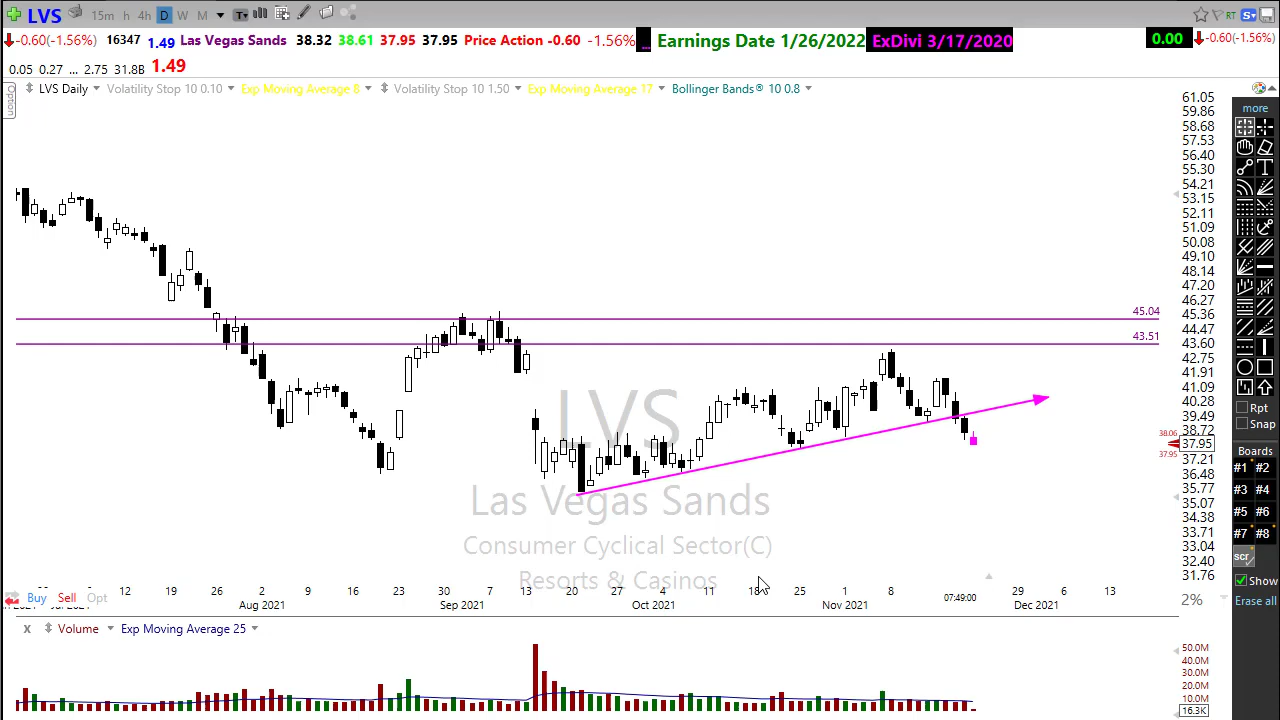 LVS 15m h 4h D W M T
RT S
-0.60(-1.56%) 16347 1.49 Las Vegas Sands 38.32 38.61 37.95 37.95 Price Action -0.60 -1.56% ... Earnings Date 1/26/2022 ExDivi 3/17/2020 0.00 -0.60(-1.56%)
0.05 0.27 ... 2.75 31.8B 1.49
LVS Daily Volatility Stop 10 0.10 Exp Moving Average 8 Volatility Stop 10 1.50 Exp Moving Average 17 Bollinger Bands® 10 0.8
Option
61.05
59.86
58.68
57.53
56.40
55.30
54.21
53.15
52.11
51.09
50.08
49.10
48.14
47.20
46.27
45.36
44.47
43.60
42.75
41.91
41.09
40.28
39.49
38.72
37.95
37.21
36.48
35.77
35.07
34.38
33.71
33.04
32.40
31.76
45.04
43.51
38.06
37.95
LVS
Las Vegas Sands
Consumer Cyclical Sector(C)
Resorts & Casinos
more
Rpt
Snap
Boards
#1 #2
#3 #4
#5 #6
#7 #8
scr
Show
Erase all
12 19 26 2 9 16 23 30 7 13 20 27 4 11 18 25 1 8 07:49:00 29 6 13
Aug 2021 Sep 2021 Oct 2021 Nov 2021 Dec 2021
Buy Sell Opt
2%
x Volume Exp Moving Average 25
50.0M
40.0M
30.0M
20.0M
10.0M
16.3K